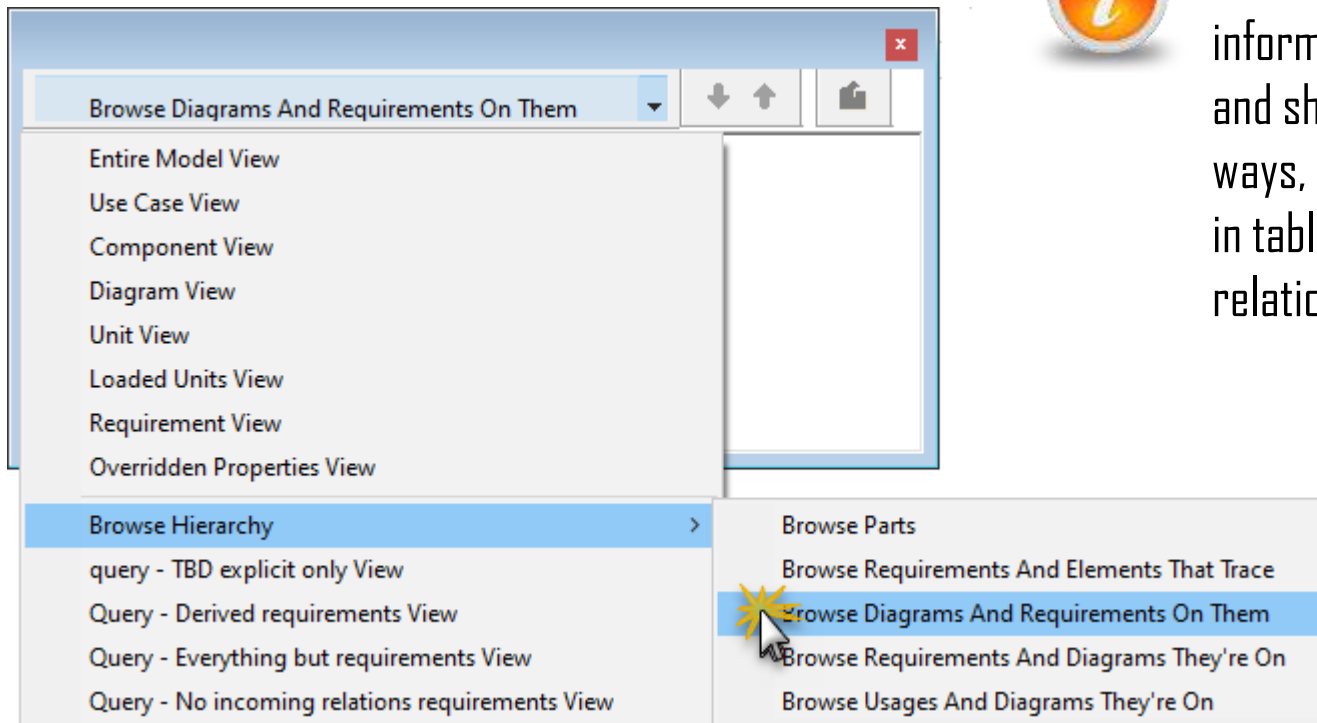 Browse Diagrams And Requirements On Them
Entire Model View
Use Case View
Component View
Diagram View
Unit View
Loaded Units View
Requirement View
Overridden Properties View
Browse Hierarchy
query - TBD explicit only View
Query - Derived requirements View
Query - Everything but requirements View
Query - No incoming relations requirements View
Browse Parts
Browse Requirements And Elements That Trace
Browse Diagrams And Requirements On Them
Browse Requirements And Diagrams They're On
Browse Usages And Diagrams They're On
inform
and sh
ways,
in tabl
relatio